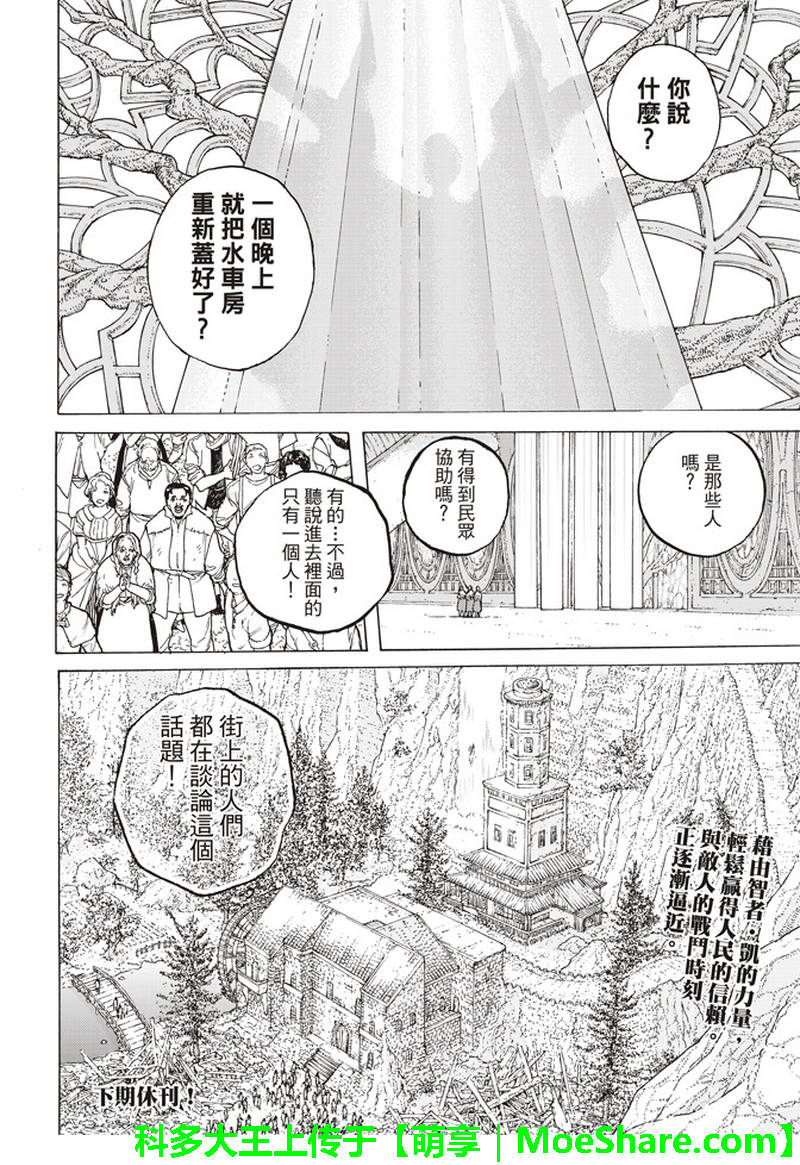 你說
什麼？
一個晚上
就把水車房
重新蓋好了？
是那些人
嗎？
有得到民眾
協助嗎？
有的…不過，
聽說進去裡面的
只有一個人！
街上的人們
都在談論這個
話題！
藉由智者・凱的力量，
輕鬆贏得人民的信賴。
與敵人的戰鬥時刻
正逐漸逼近。
下期休刊！
科多大王上传于【萌享】MoeShare.com】